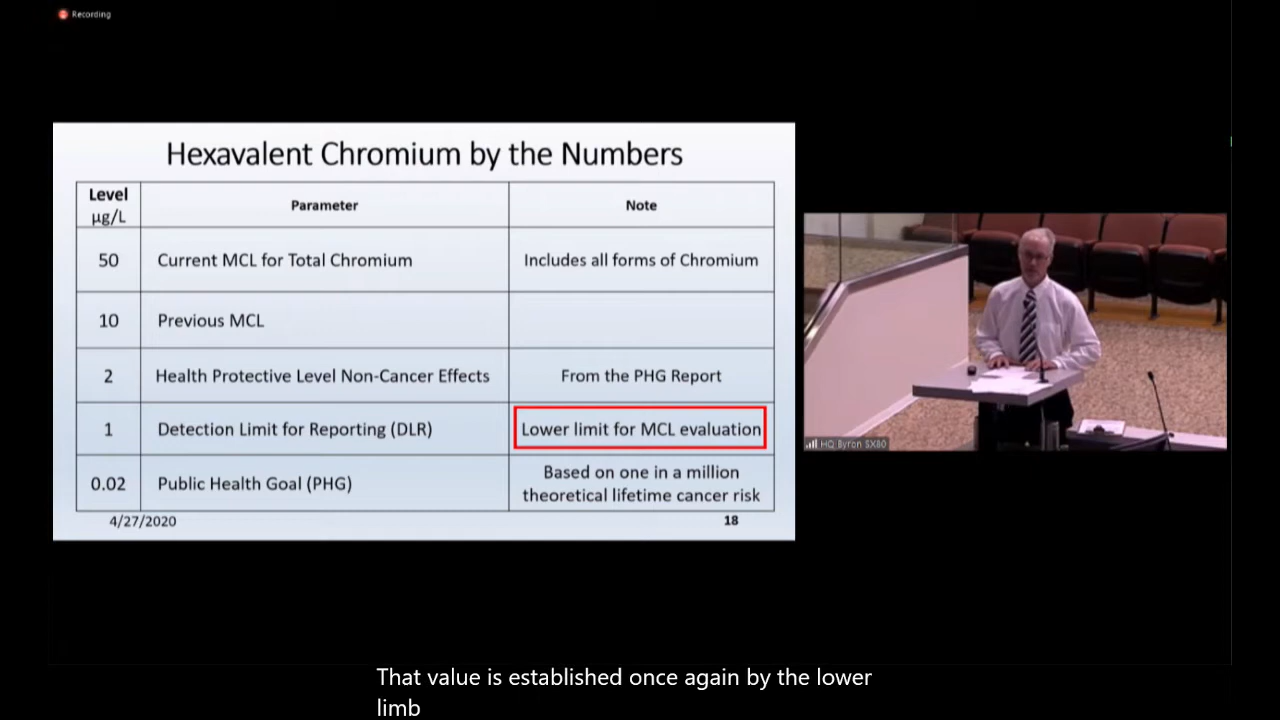 Recording
Hexavalent Chromium by the Numbers
Level
µg/L
Parameter
Note
50
Current MCL for Total Chromium
Includes all forms of Chromium
10
Previous MCL
2
Health Protective Level Non-Cancer Effects
From the PHG Report
1
Detection Limit for Reporting (DLR)
Lower limit for MCL evaluation
0.02
Public Health Goal (PHG)
Based on one in a million
theoretical lifetime cancer risk
4/27/2020
18
HQ Byron SX80
That value is established once again by the lower
limb